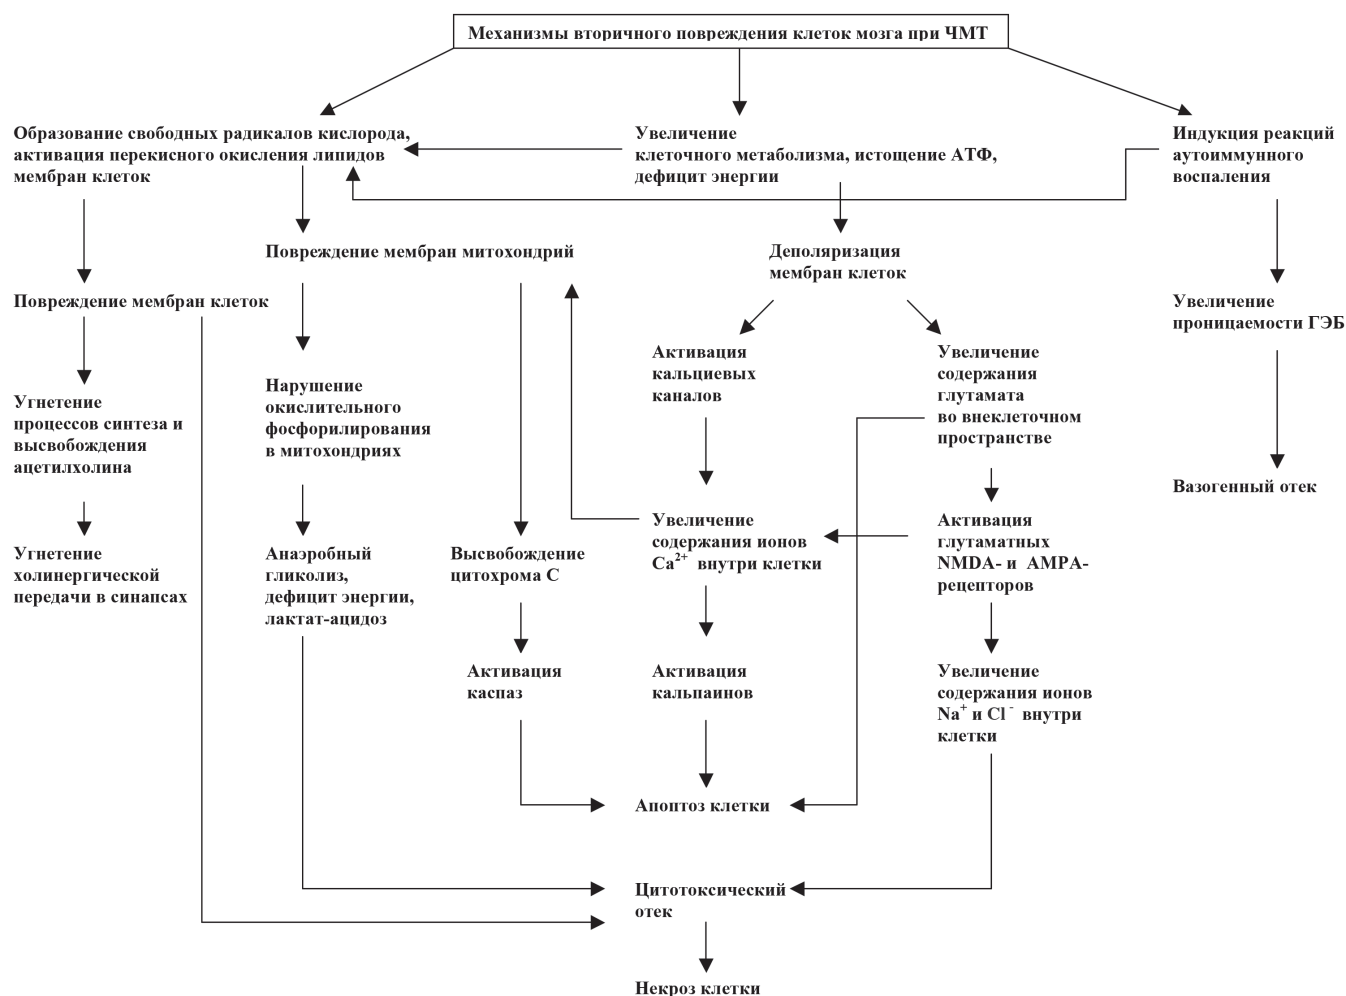 Механизмы вторичного повреждения клеток мозга при ЧМТ
Образование свободных радикалов кислорода,
активация перекисного окисления липидов
мембран клеток
Увеличение
клеточного метаболизма, истощение АТФ,
дефицит энергии
Индукция реакций
аутоиммунного
воспаления
Повреждение мембран митохондрий
Деполяризация
мембран клеток
Повреждение мембран клеток
Увеличение
проницаемости ГЭБ
Активация
кальциевых
каналов
Увеличение
содержания
глутамата
во внеклеточном
пространстве
Угнетение
процессов синтеза и
высвобождения
ацетилхолина
Нарушение
окислительного
фосфорилирования
в митохондриях
Вазогенный отек
Угнетение
холинергической
передачи в синапсах
Анаэробный
гликолиз,
дефицит энергии,
лактат-ацидоз
Высвобождение
цитохрома С
Увеличение
содержания ионов
Ca2+ внутри клетки
Активация
глутаматных
NMDA- и AMPA-
рецепторов
Активация
каспаз
Активация
кальпаинов
Увеличение
содержания ионов
Na+ и Cl- внутри
клетки
Апоптоз клетки
Цитотоксический
отек
Некроз клетки